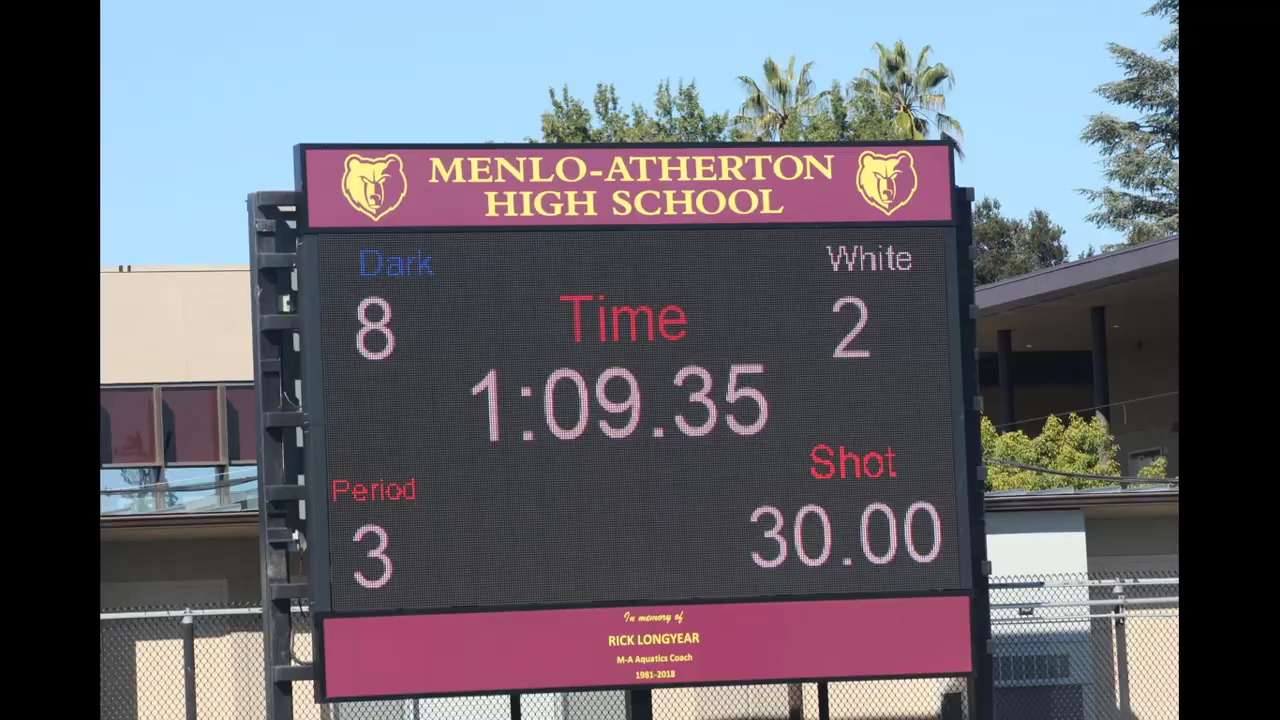 MENLO-ATHERTON
HIGH SCHOOL
Dark
White
8
Time
2
1:09.35
Period
Shot
3
30.00
In memory of
RICK LONGYEAR
M-A Aquatics Coach
1981-2018